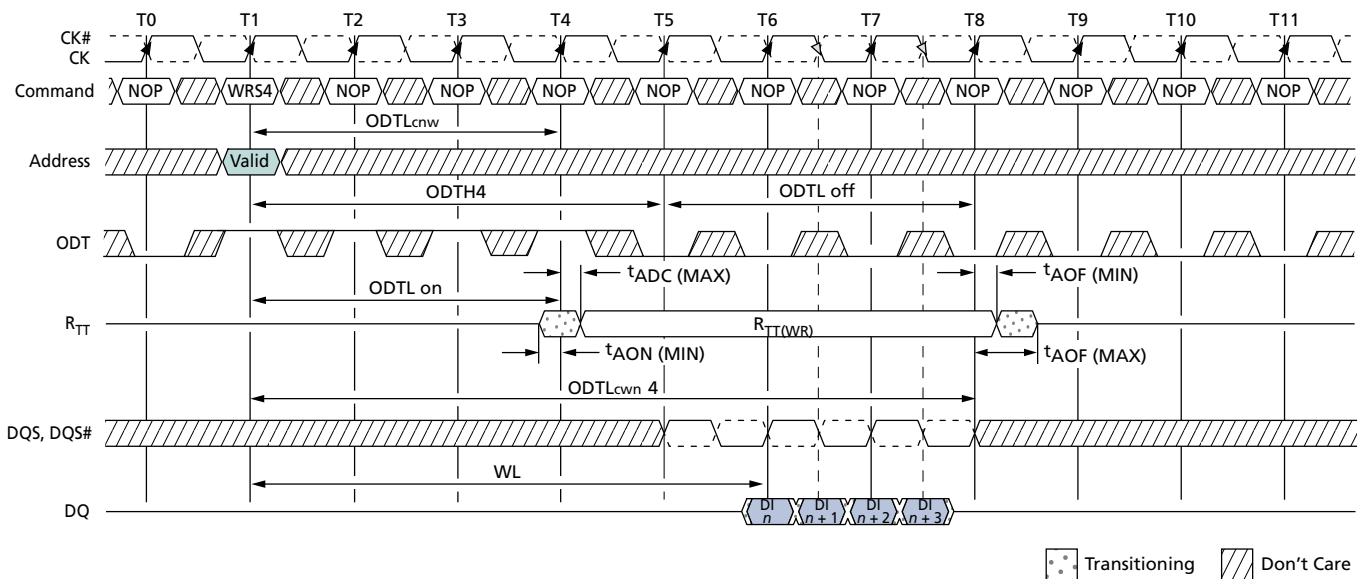 T0 T1 T2 T3 T4 T5 T6 T7 T8 T9 T10 T11
CK#
CK
Command NOP WRS4 NOP NOP NOP NOP NOP NOP NOP NOP NOP NOP
ODTLcnw
Address Valid
ODTH4 ODTL off
ODT
tADC (MAX) tAOF (MIN)
ODTL on
RTT RTT(WR)
tAON (MIN) tAOF (MAX)
ODTLcwn 4
DQS, DQS#
WL
DQ DI n DI n + 1 DI n + 2 DI n + 3
Transitioning Don't Care